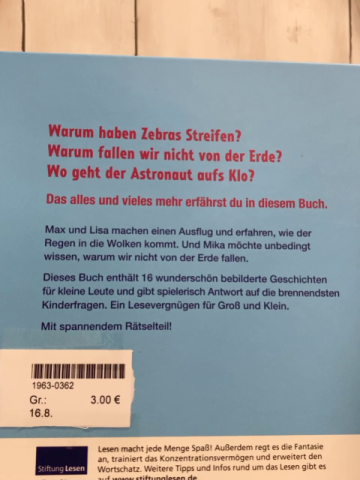 Warum haben Zebras Streifen?
Warum fallen wir nicht von der Erde?
Wo geht der Astronaut aufs Klo?
Das alles und vieles mehr erfährst du in diesem Buch.
Max und Lisa machen einen Ausflug und erfahren, wie der
Regen in die Wolken kommt. Und Mika möchte unbedingt
wissen, warum wir nicht von der Erde fallen.
Dieses Buch enthält 16 wunderschön bebilderte Geschichten
für kleine Leute und gibt spielerisch Antwort auf die brennendsten
Kinderfragen. Ein Lesevergnügen für Groß und Klein.
Mit spannendem Rätselteil!
1963-0362
Gr.: 3.00 €
16.8.
Stiftung Lesen
Lesen macht jede Menge Spaß! Außerdem regt es die Fantasie
an, trainiert das Konzentrationsvermögen und erweitert den
Wortschatz. Weitere Tipps und Infos rund um das Lesen gibt es
auf www.stiftunglesen.de